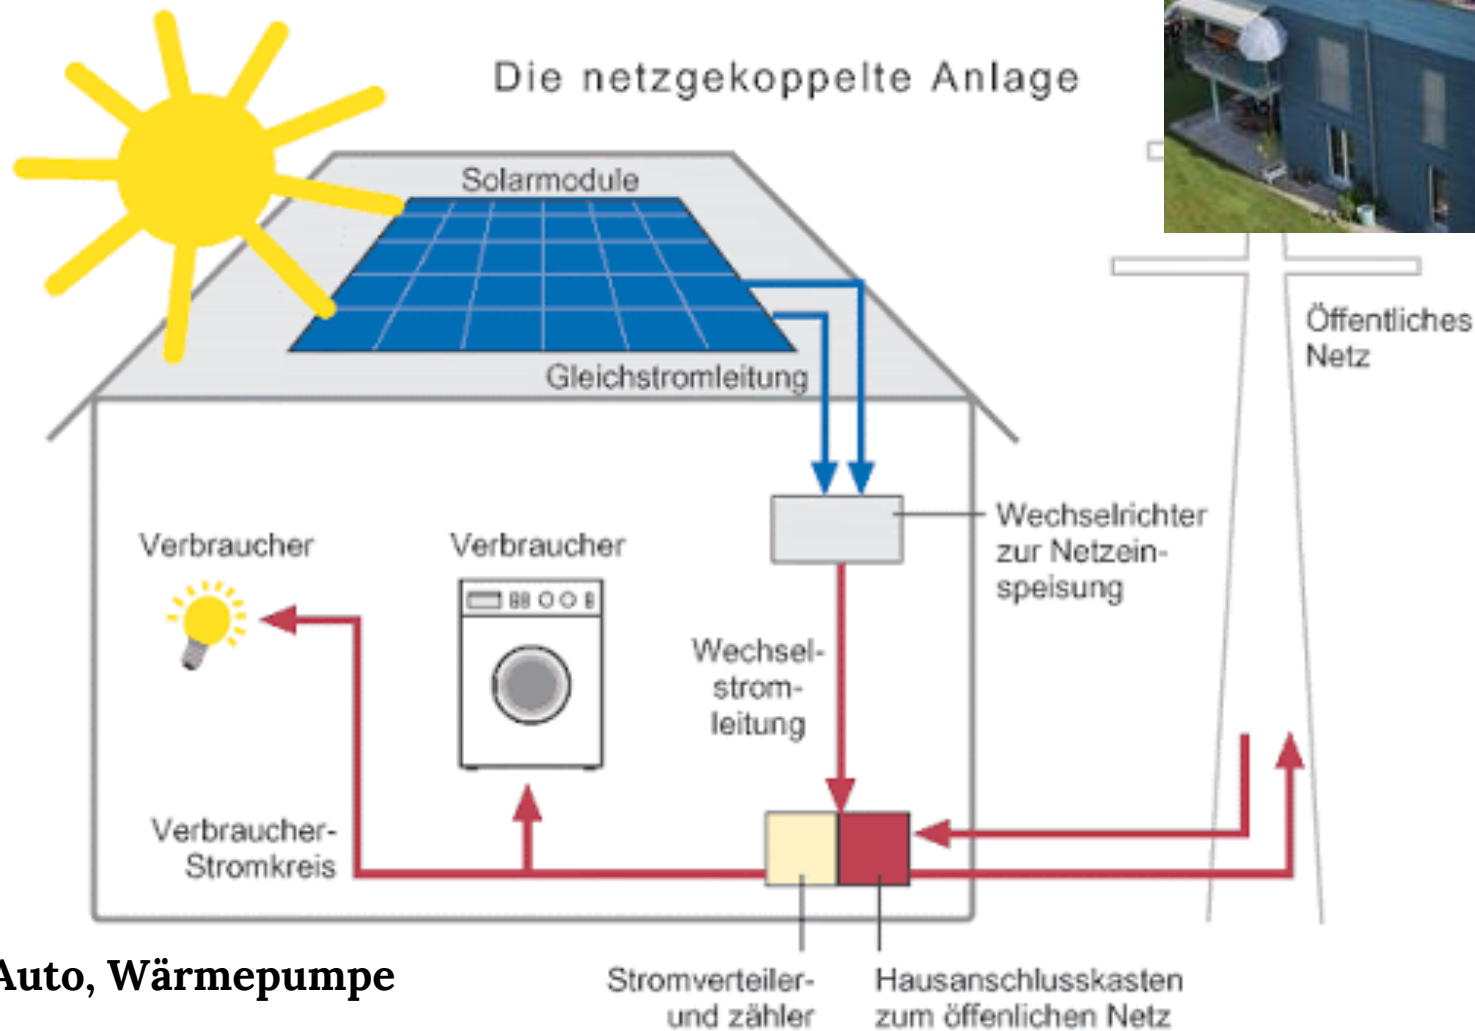 Die netzgekoppelte Anlage
Solarmodule
Öffentliches
Netz
Gleichstromleitung
Wechselrichter
zur Netzein-
speisung
Verbraucher
Verbraucher
Wechsel-
strom-
leitung
Verbraucher-
Stromkreis
Auto, Wärmepumpe
Stromverteiler-
und zähler
Hausanschlusskasten
zum öffenlichen Netz